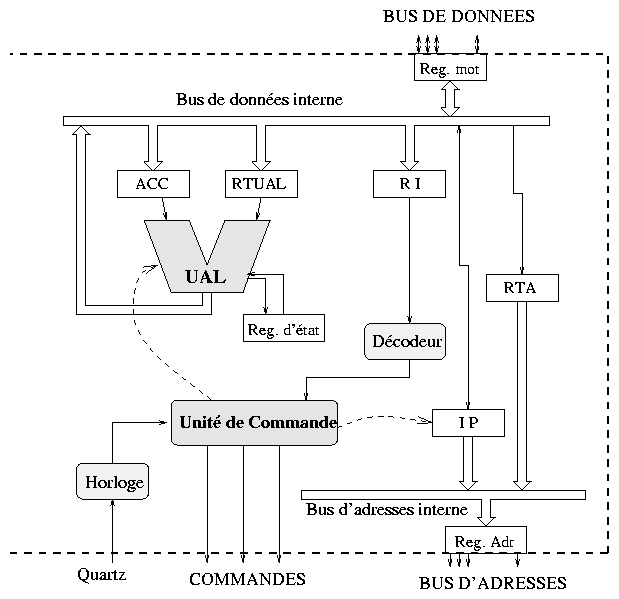 BUS DE DONNEES
Reg. mot
Bus de données interne
ACC
RTUAL
R I
UAL
RTA
Reg. d'état
Décodeur
Unité de Commande
I P
Horloge
Bus d'adresses interne
Reg. Adr
Quartz
COMMANDES
BUS D'ADRESSES